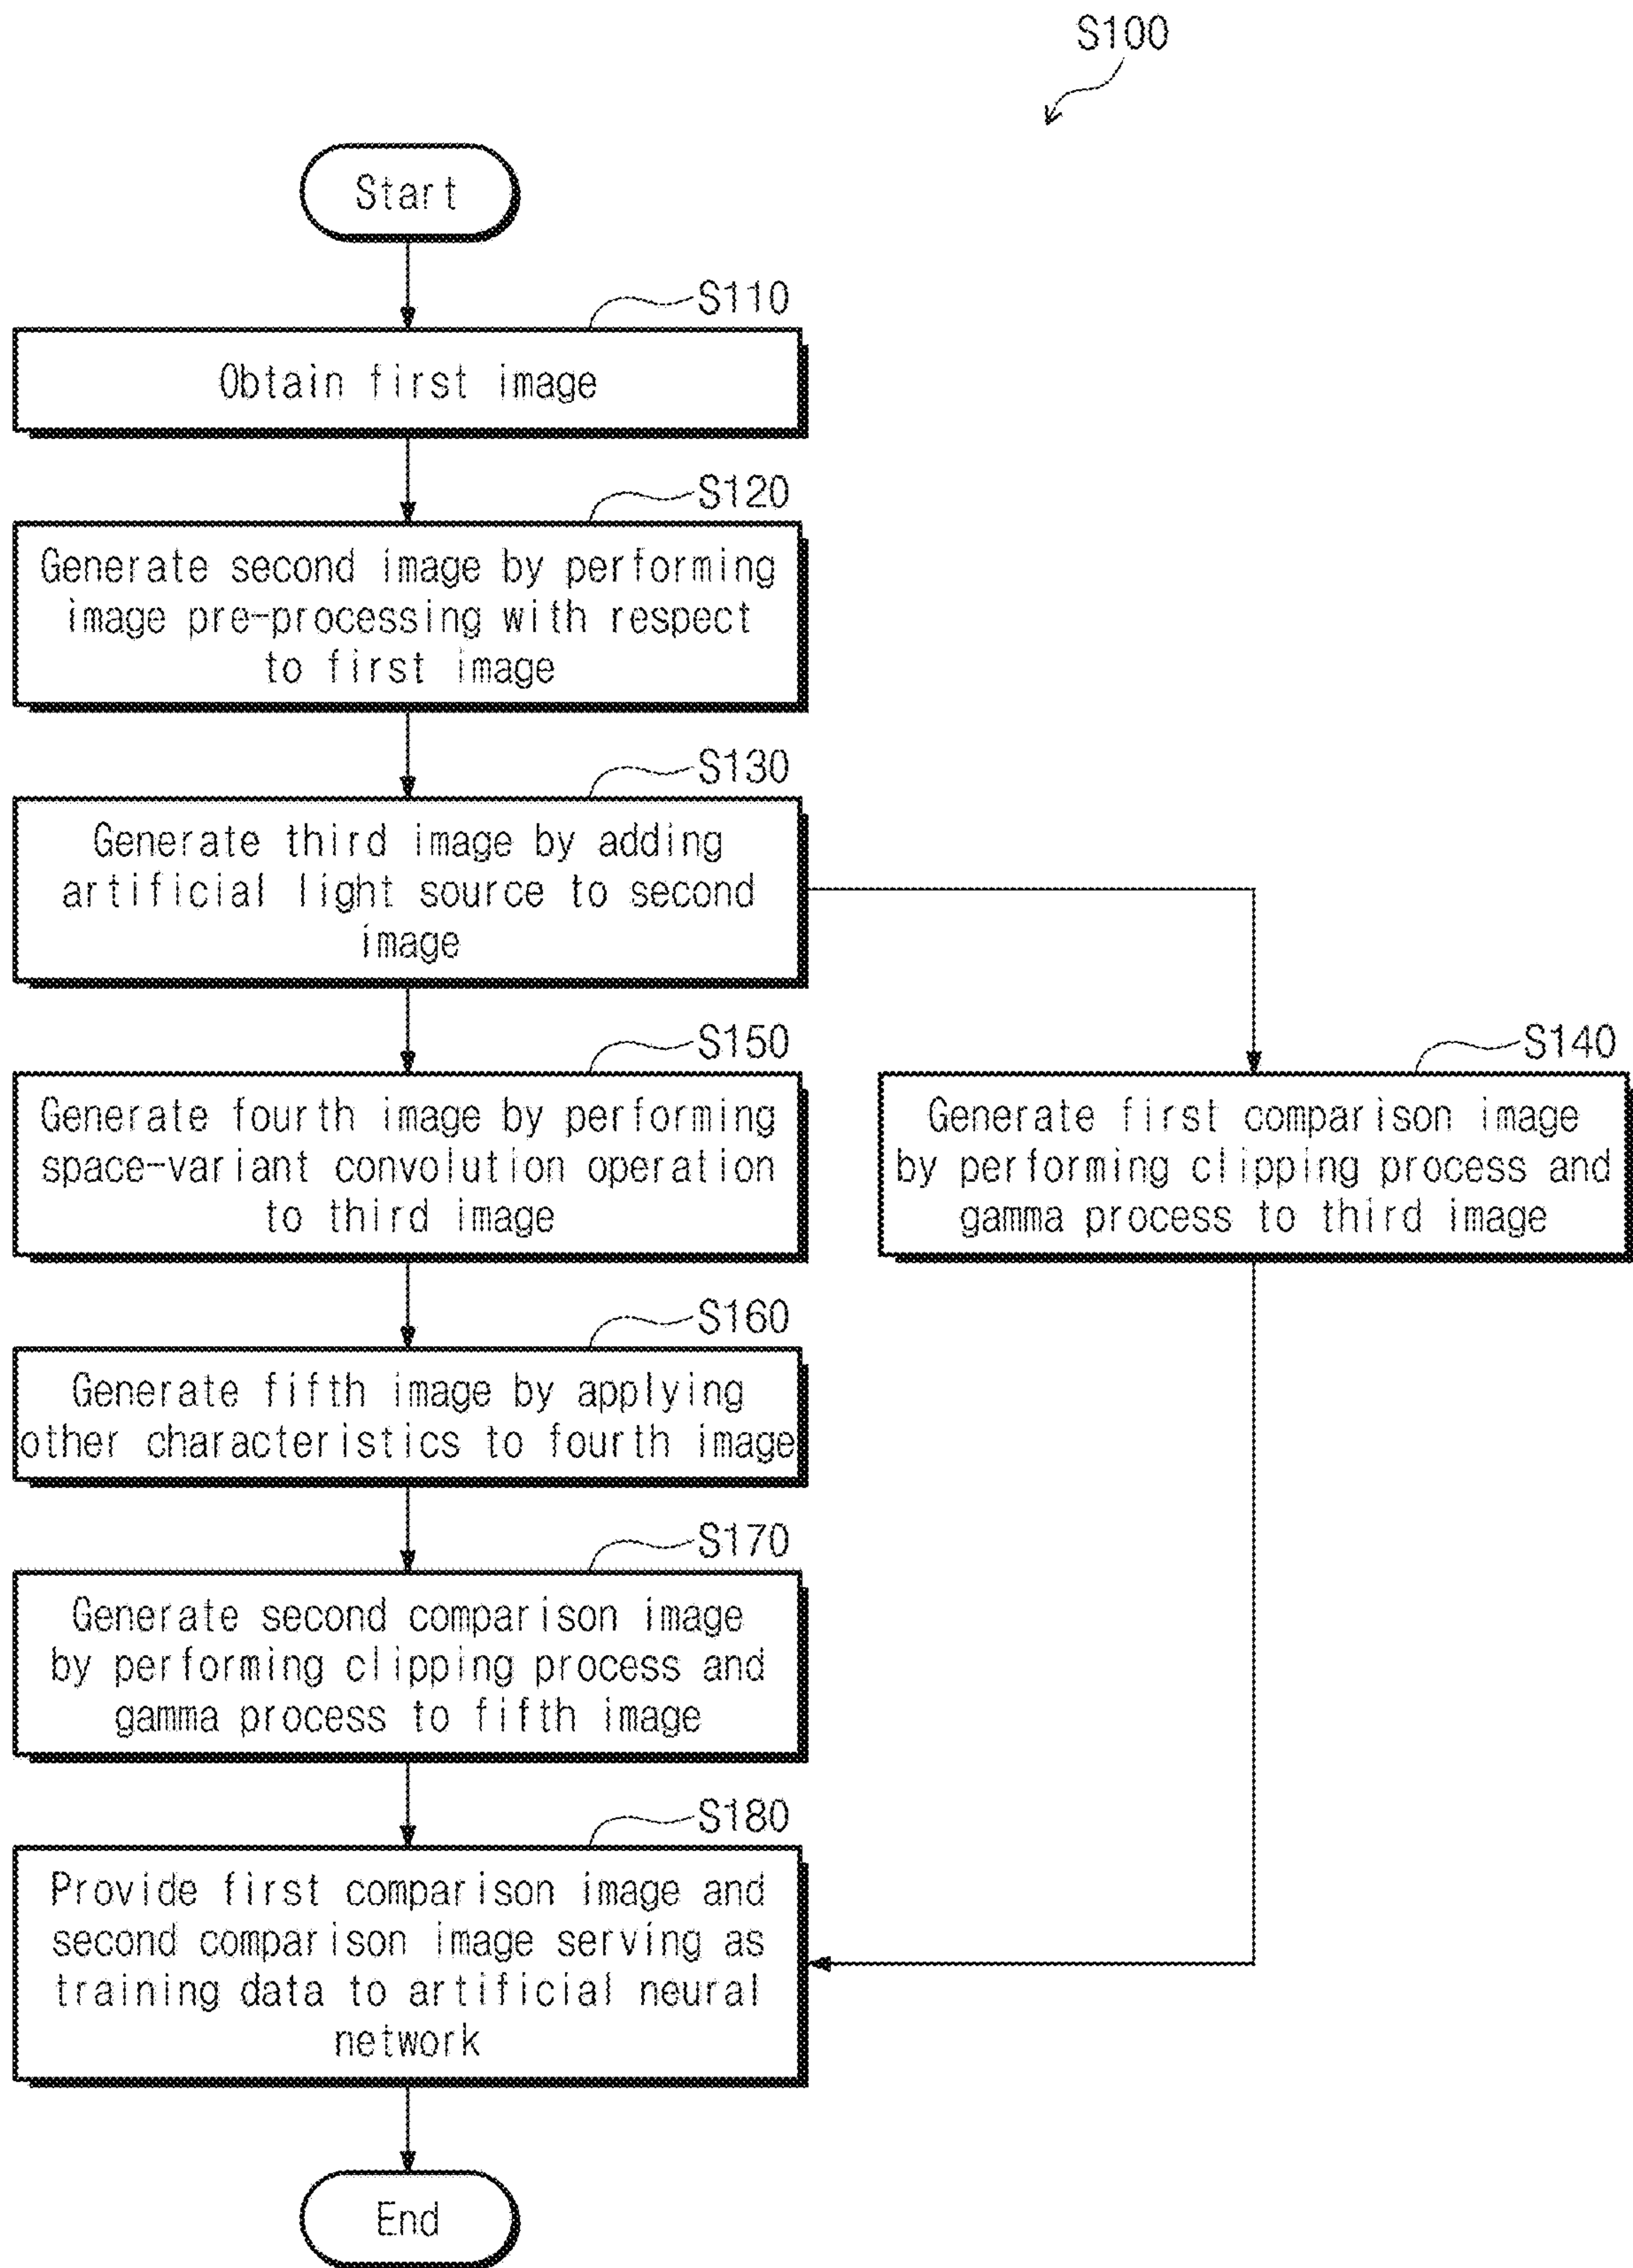 S100
Start
S110
Obtain first image
S120
Generate second image by performing
image pre-processing with respect
to first image
S130
Generate third image by adding
artificial light source to second
image
S150
Generate fourth image by performing
space-variant convolution operation
to third image
S140
Generate first comparison image
by performing clipping process and
gamma process to third image
S160
Generate fifth image by applying
other characteristics to fourth image
S170
Generate second comparison image
by performing clipping process and
gamma process to fifth image
S180
Provide first comparison image and
second comparison image serving as
training data to artificial neural
network
End